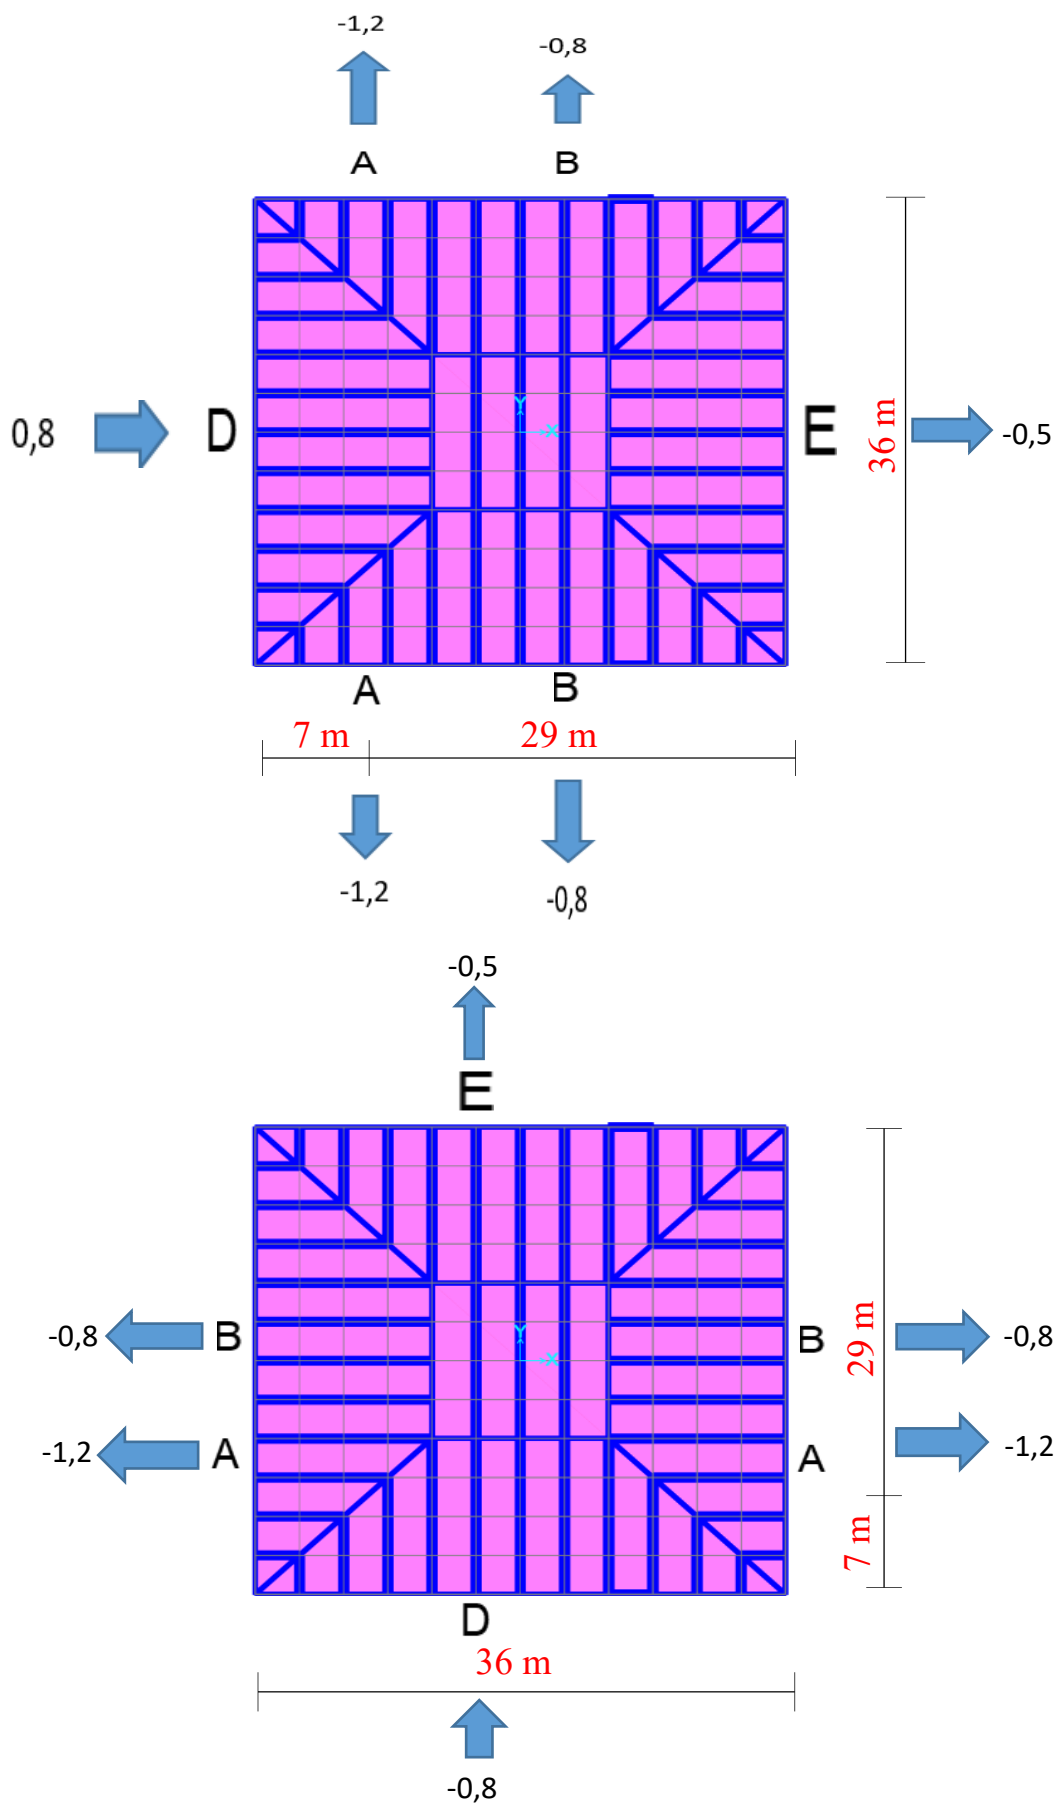 -1,2
-0,8
A B
Y
X
0,8 D E 36 m -0,5
A B
7 m 29 m
-1,2 -0,8
-0,5
E
Y
X
-0,8 B B 29 m -0,8
-1,2 A A -1,2
7 m
D
36 m
-0,8